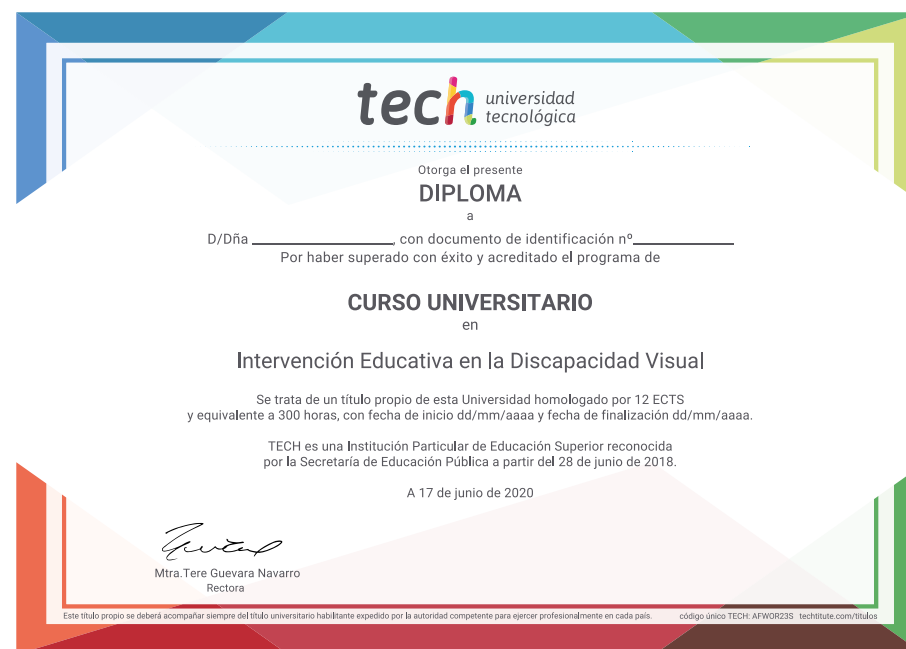 tech universidad
tecnológica
Otorga el presente
DIPLOMA
a
D/Dña ____________________, con documento de identificación nº______________
Por haber superado con éxito y acreditado el programa de
CURSO UNIVERSITARIO
en
Intervención Educativa en la Discapacidad Visual
Se trata de un título propio de esta Universidad homologado por 12 ECTS
y equivalente a 300 horas, con fecha de inicio dd/mm/aaaa y fecha de finalización dd/mm/aaaa.
TECH es una Institución Particular de Educación Superior reconocida
por la Secretaría de Educación Pública a partir del 28 de junio de 2018.
A 17 de junio de 2020
Mtra.Tere Guevara Navarro
Rectora
Este título propio se deberá acompañar siempre del título universitario habilitante expedido por la autoridad competente para ejercer profesionalmente en cada país. código único TECH: AFWOR23S techtitute.com/titulos